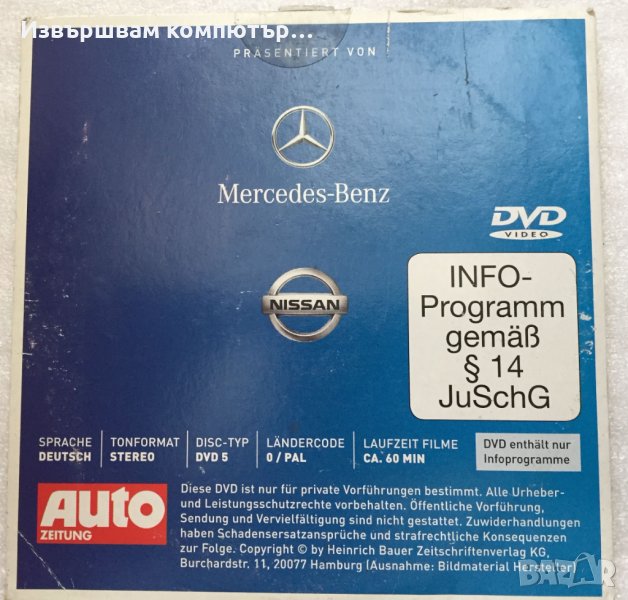 Извършвам компютър...
PRÄSENTIERT VON
Mercedes-Benz
DVD
VIDEO
NISSAN
INFO-
Programm
gemäß
§ 14
JuSchG
SPRACHE
DEUTSCH
TONFORMAT
STEREO
DISC-TYP
DVD 5
LÄNDERCODE
0 / PAL
LAUFZEIT FILME
CA. 60 MIN
DVD enthält nur
Infoprogramme
Auto
ZEITUNG
Diese DVD ist nur für private Vorführungen bestimmt. Alle Urheber-
und Leistungsschutzrechte vorbehalten. Öffentliche Vorführung,
Sendung und Vervielfältigung sind nicht gestattet. Zuwiderhandlungen
haben Schadensersatzansprüche und strafrechtliche Konsequenzen
zur Folge. Copyright © by Heinrich Bauer Zeitschriftenverlag KG,
Burchardstr. 11, 20077 Hamburg (Ausnahme: Bildmaterial Hersteller)
BAZAR